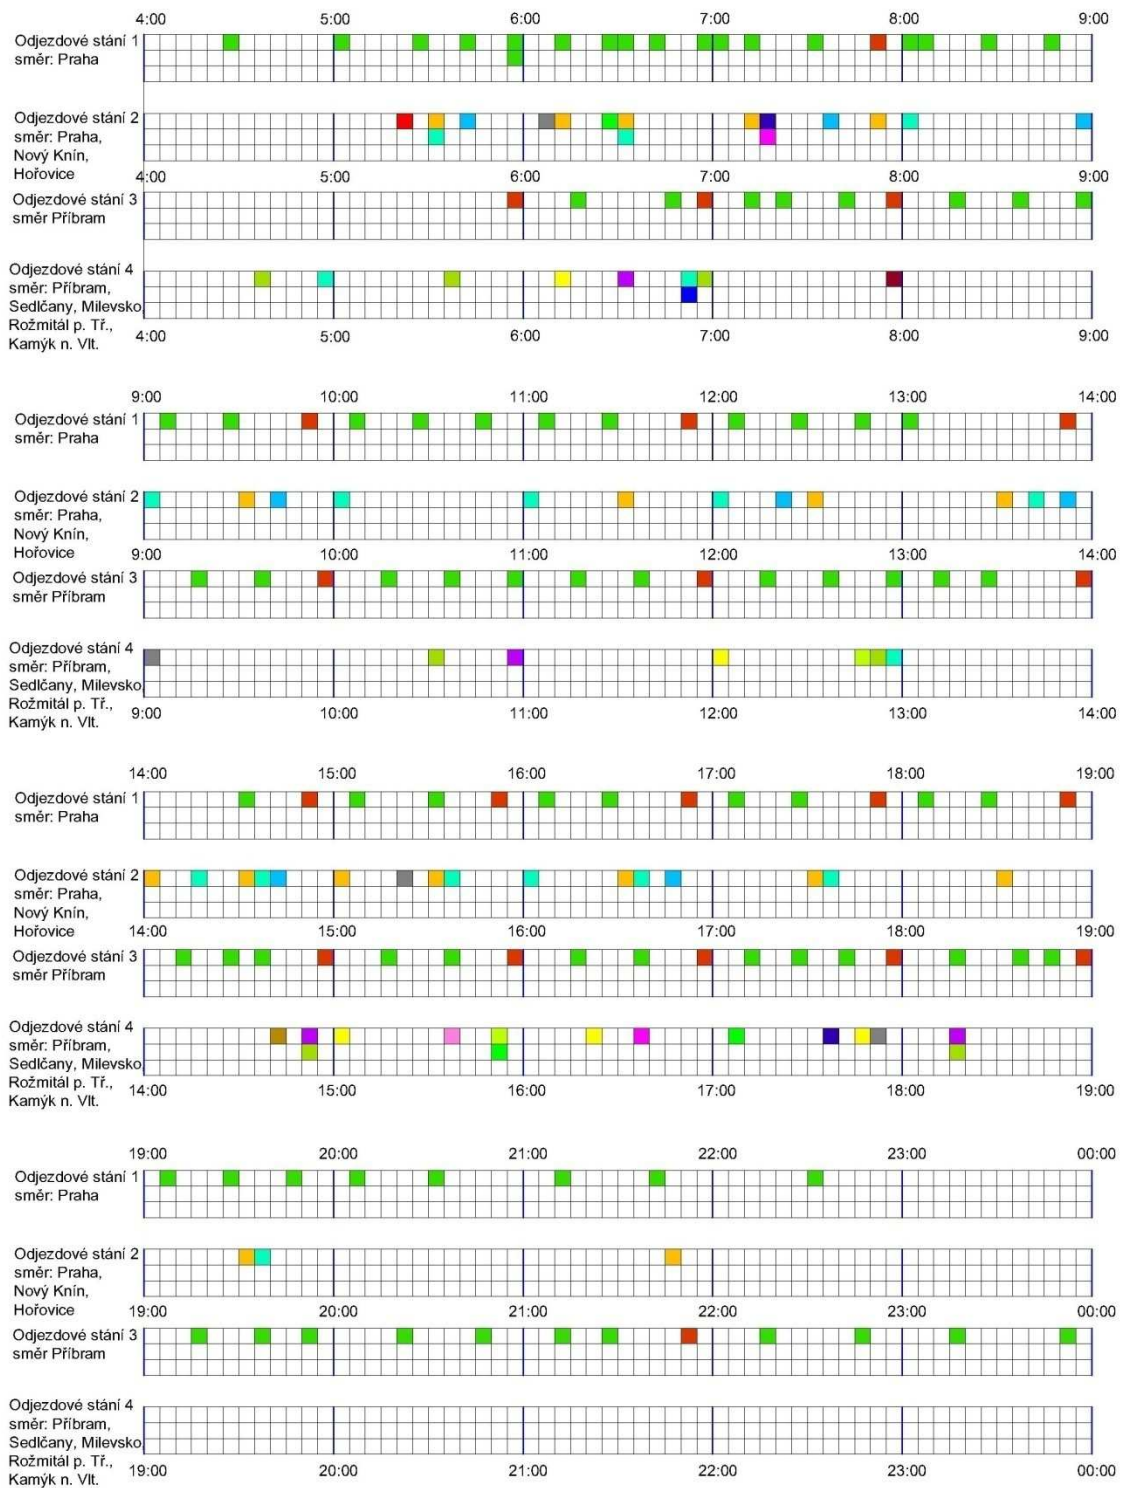 4:00 5:00 6:00 7:00 8:00 9:00
Odjezdové stání 1
směr: Praha
Odjezdové stání 2
směr: Praha,
Nový Knín,
Hořovice
4:00 5:00 6:00 7:00 8:00 9:00
Odjezdové stání 3
směr Příbram
Odjezdové stání 4
směr: Příbram,
Sedlčany, Milevsko
Rožmitál p. Tř.,
Kamýk n. Vlt.
4:00 5:00 6:00 7:00 8:00 9:00
9:00 10:00 11:00 12:00 13:00 14:00
Odjezdové stání 1
směr: Praha
Odjezdové stání 2
směr: Praha,
Nový Knín,
Hořovice
9:00 10:00 11:00 12:00 13:00 14:00
Odjezdové stání 3
směr Příbram
Odjezdové stání 4
směr: Příbram,
Sedlčany, Milevsko
Rožmitál p. Tř.,
Kamýk n. Vlt.
9:00 10:00 11:00 12:00 13:00 14:00
14:00 15:00 16:00 17:00 18:00 19:00
Odjezdové stání 1
směr: Praha
Odjezdové stání 2
směr: Praha,
Nový Knín,
Hořovice
14:00 15:00 16:00 17:00 18:00 19:00
Odjezdové stání 3
směr Příbram
Odjezdové stání 4
směr: Příbram,
Sedlčany, Milevsko
Rožmitál p. Tř.,
Kamýk n. Vlt.
14:00 15:00 16:00 17:00 18:00 19:00
19:00 20:00 21:00 22:00 23:00 00:00
Odjezdové stání 1
směr: Praha
Odjezdové stání 2
směr: Praha,
Nový Knín,
Hořovice
19:00 20:00 21:00 22:00 23:00 00:00
Odjezdové stání 3
směr Příbram
Odjezdové stání 4
směr: Příbram,
Sedlčany, Milevsko
Rožmitál p. Tř.,
Kamýk n. Vlt.
19:00 20:00 21:00 22:00 23:00 00:00